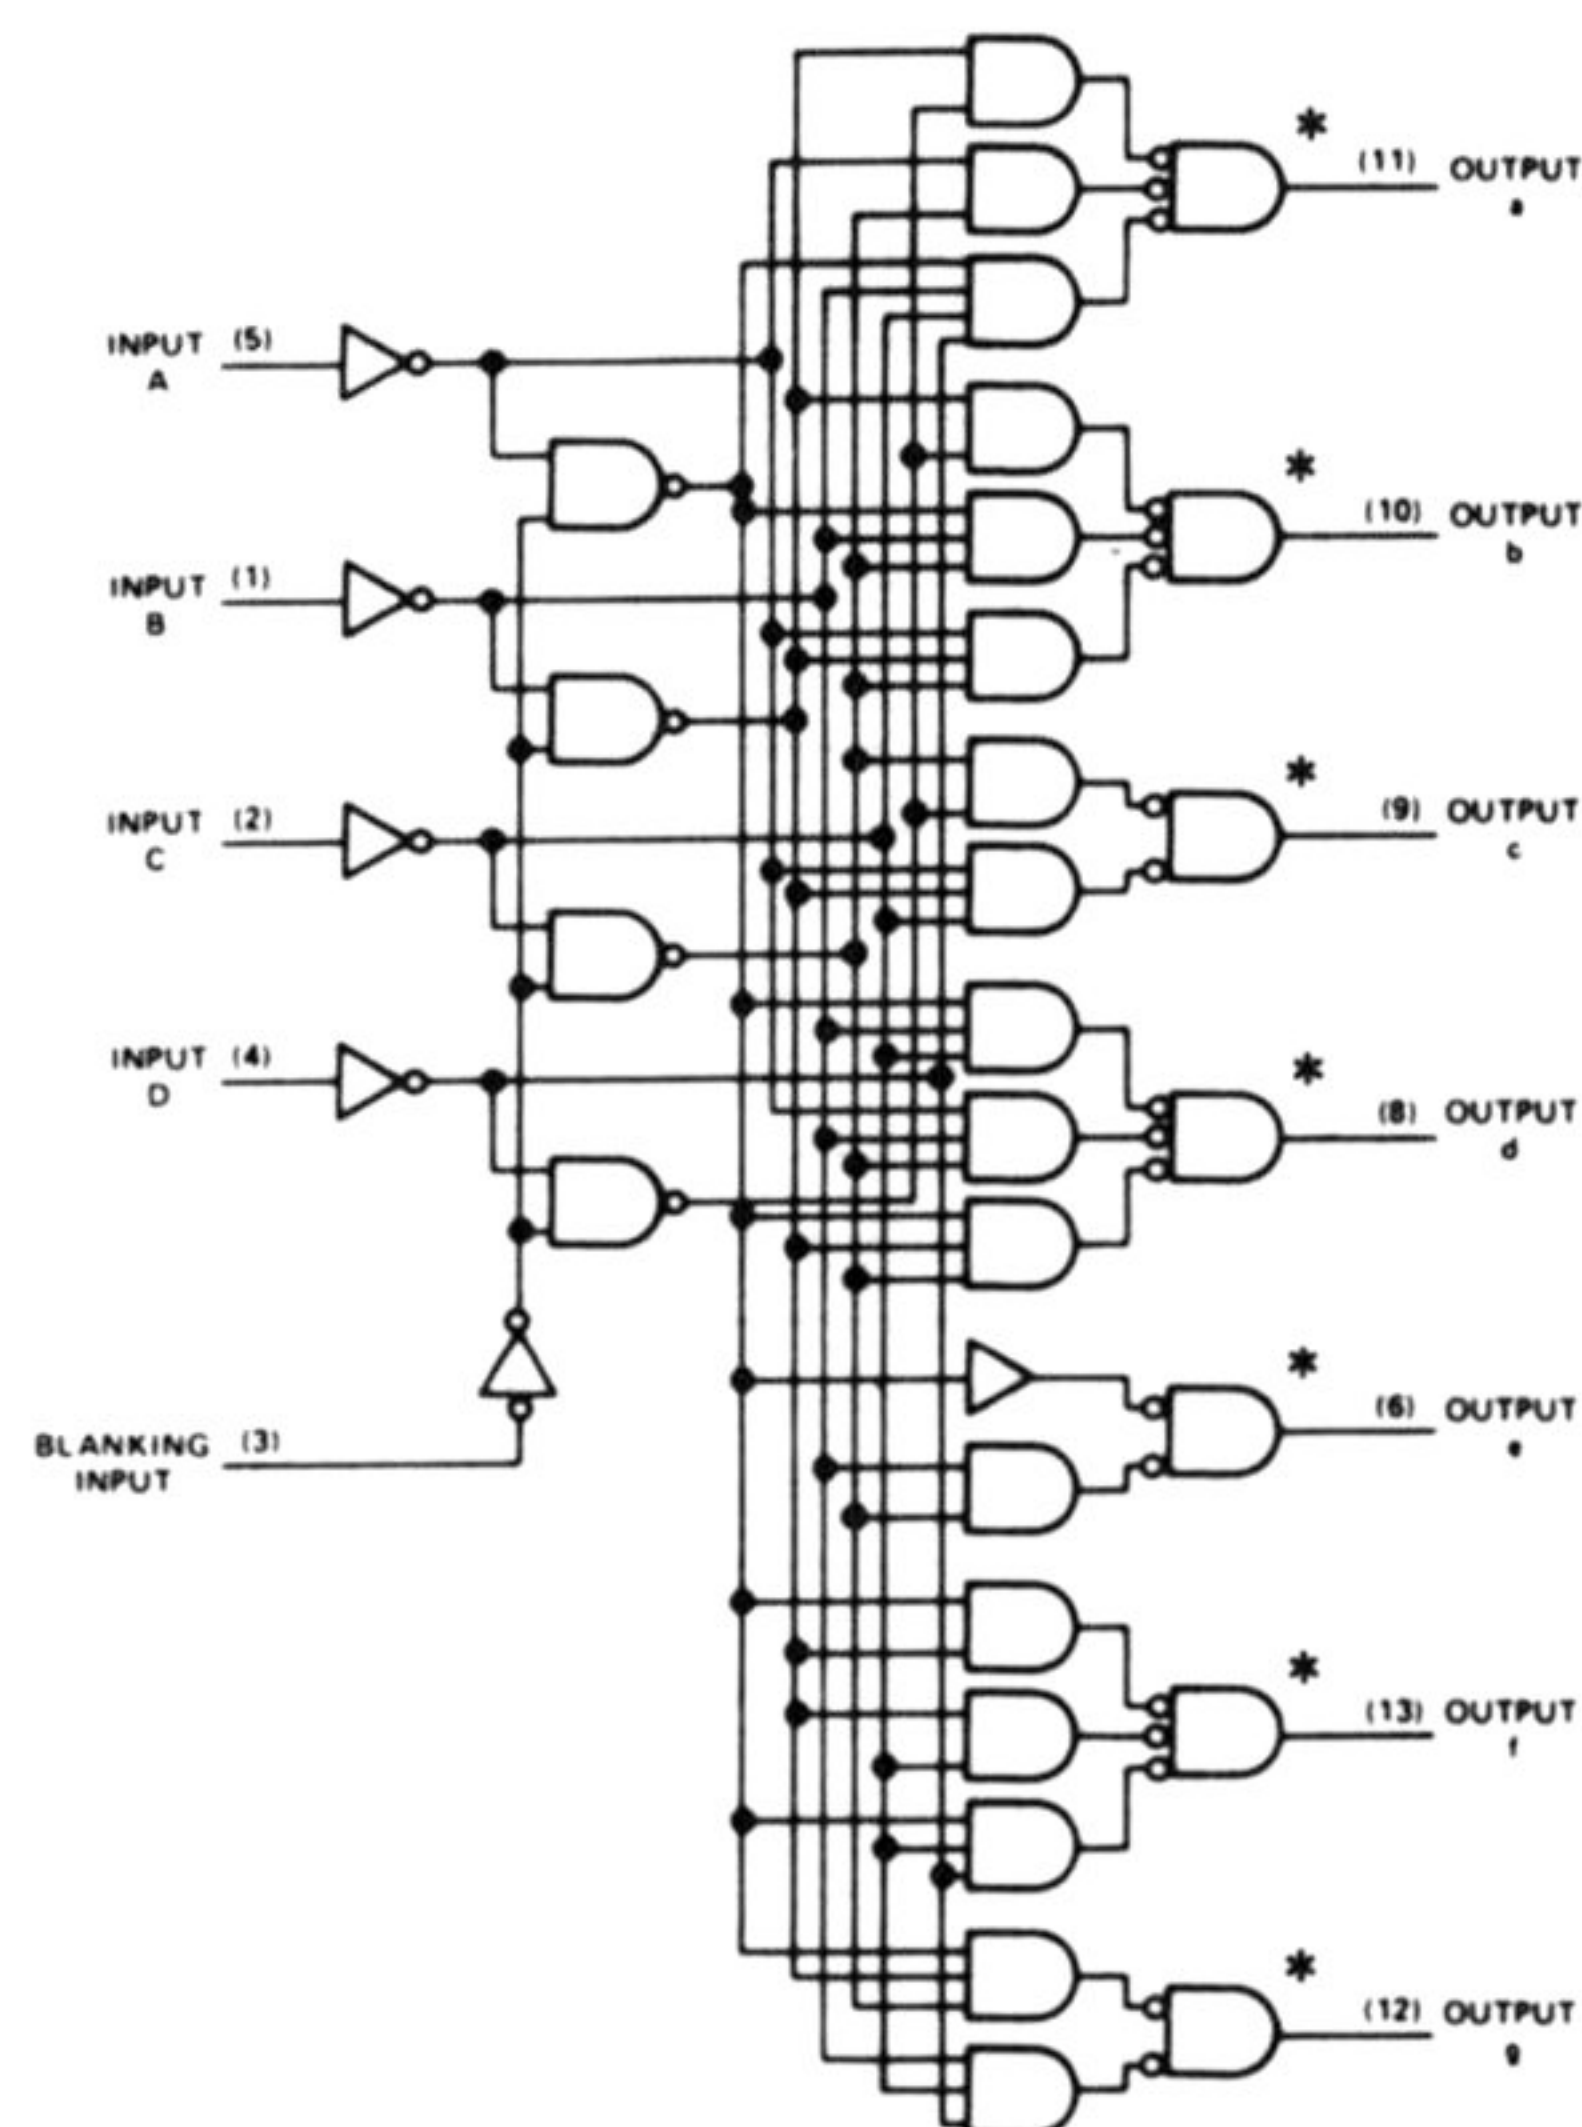 *
(11) OUTPUT
a
INPUT (5)
A
*
(10) OUTPUT
b
INPUT (1)
B
*
INPUT (2)
C
(9) OUTPUT
c
INPUT (4)
D
*
(8) OUTPUT
d
*
(6) OUTPUT
e
BLANKING (3)
INPUT
*
(13) OUTPUT
f
*
(12) OUTPUT
g